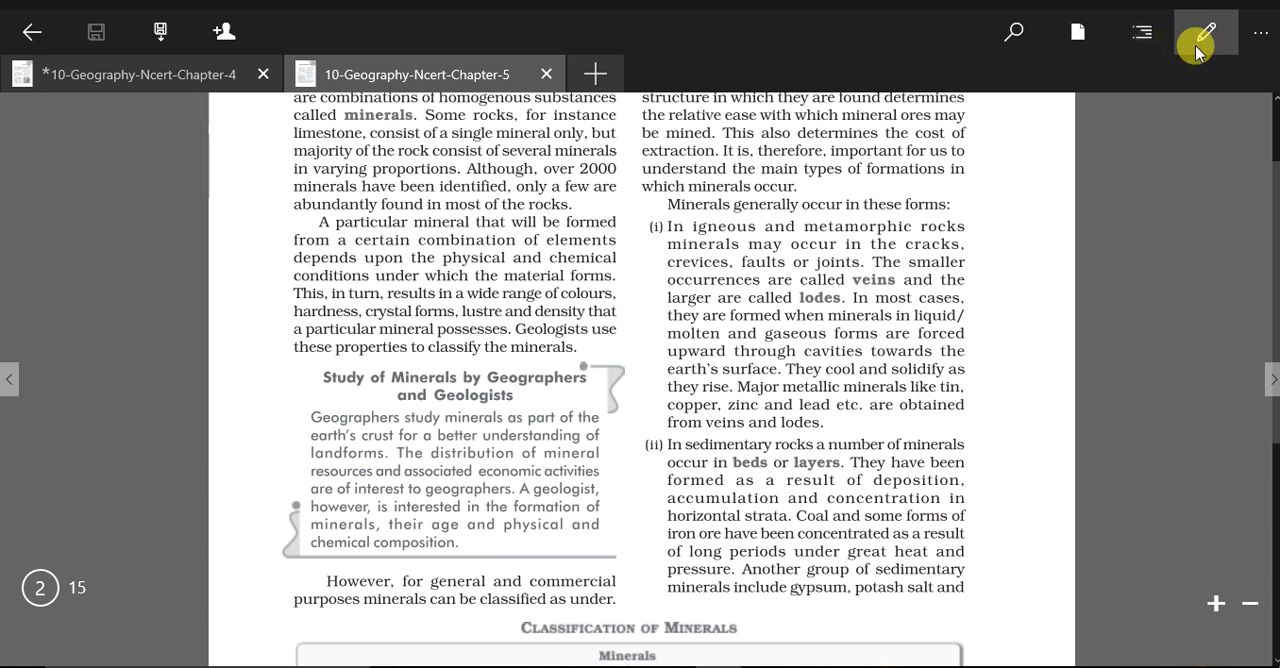 *10-Geography-Ncert-Chapter-4
10-Geography-Ncert-Chapter-5
are combinations of homogenous substances
called minerals. Some rocks, for instance
limestone, consist of a single mineral only, but
majority of the rock consist of several minerals
in varying proportions. Although, over 2000
minerals have been identified, only a few are
abundantly found in most of the rocks.
A particular mineral that will be formed
from a certain combination of elements
depends upon the physical and chemical
conditions under which the material forms.
This, in turn, results in a wide range of colours,
hardness, crystal forms, lustre and density that
a particular mineral possesses. Geologists use
these properties to classify the minerals.
Study of Minerals by Geographers
and Geologists
Geographers study minerals as part of the
earth's crust for a better understanding of
landforms. The distribution of mineral
resources and associated economic activities
are of interest to geographers. A geologist,
however, is interested in the formation of
minerals, their age and physical and
chemical composition.
However, for general and commercial
purposes minerals can be classified as under.
structure in which they are found determines
the relative ease with which mineral ores may
be mined. This also determines the cost of
extraction. It is, therefore, important for us to
understand the main types of formations in
which minerals occur.
Minerals generally occur in these forms:
(i) In igneous and metamorphic rocks
minerals may occur in the cracks,
crevices, faults or joints. The smaller
occurrences are called veins and the
larger are called lodes. In most cases,
they are formed when minerals in liquid/
molten and gaseous forms are forced
upward through cavities towards the
earth's surface. They cool and solidify as
they rise. Major metallic minerals like tin,
copper, zinc and lead etc. are obtained
from veins and lodes.
(ii) In sedimentary rocks a number of minerals
occur in beds or layers. They have been
formed as a result of deposition,
accumulation and concentration in
horizontal strata. Coal and some forms of
iron ore have been concentrated as a result
of long periods under great heat and
pressure. Another group of sedimentary
minerals include gypsum, potash salt and
CLASSIFICATION OF MINERALS
Minerals
2 15